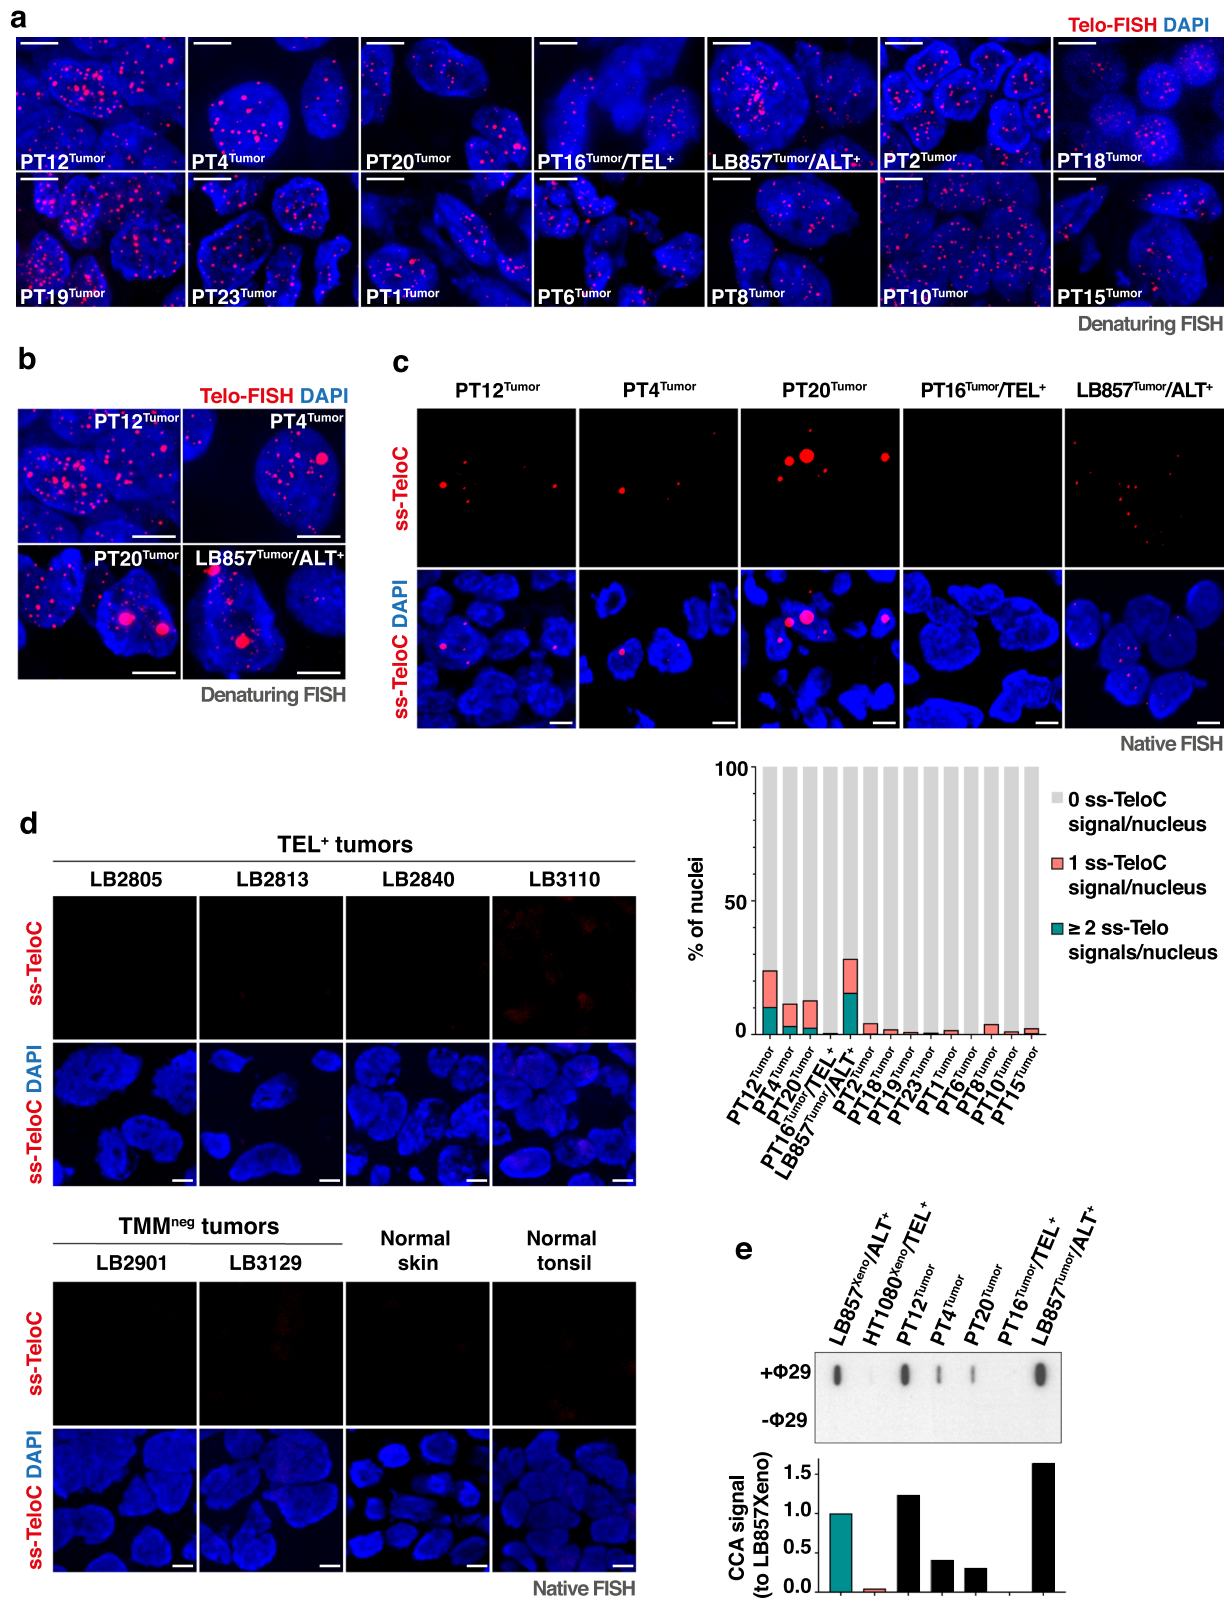 a
Telo-FISH DAPI
PT12Tumor PT4Tumor PT20Tumor PT16Tumor/TEL+ LB857Tumor/ALT+ PT2Tumor PT18Tumor
PT19Tumor PT23Tumor PT1Tumor PT6Tumor PT8Tumor PT10Tumor PT15Tumor
Denaturing FISH
b
Telo-FISH DAPI
PT12Tumor PT4Tumor
PT20Tumor LB857Tumor/ALT+
Denaturing FISH
c
PT12Tumor PT4Tumor PT20Tumor PT16Tumor/TEL+ LB857Tumor/ALT+
ss-TeloC
ss-TeloC DAPI
Native FISH
100
50
0
% of nuclei
0 ss-TeloC
signal/nucleus
1 ss-TeloC
signal/nucleus
≥ 2 ss-Telo
signals/nucleus
PT12Tumor
PT4Tumor
PT20Tumor
PT16Tumor/TEL+
LB857Tumor/ALT+
PT2Tumor
PT18Tumor
PT19Tumor
PT23Tumor
PT1Tumor
PT6Tumor
PT8Tumor
PT10Tumor
PT15Tumor
d
TEL+ tumors
LB2805 LB2813 LB2840 LB3110
ss-TeloC
ss-TeloC DAPI
TMMneg tumors
LB2901 LB3129
Normal
skin
Normal
tonsil
ss-TeloC
ss-TeloC DAPI
Native FISH
e
LB857Xeno/ALT+
HT1080Xeno/TEL+
PT12Tumor
PT4Tumor
PT20Tumor
PT16Tumor/TEL+
LB857Tumor/ALT+
+Φ29
-Φ29
CCA signal
(to LB857Xeno)
1.5
1.0
0.5
0.0